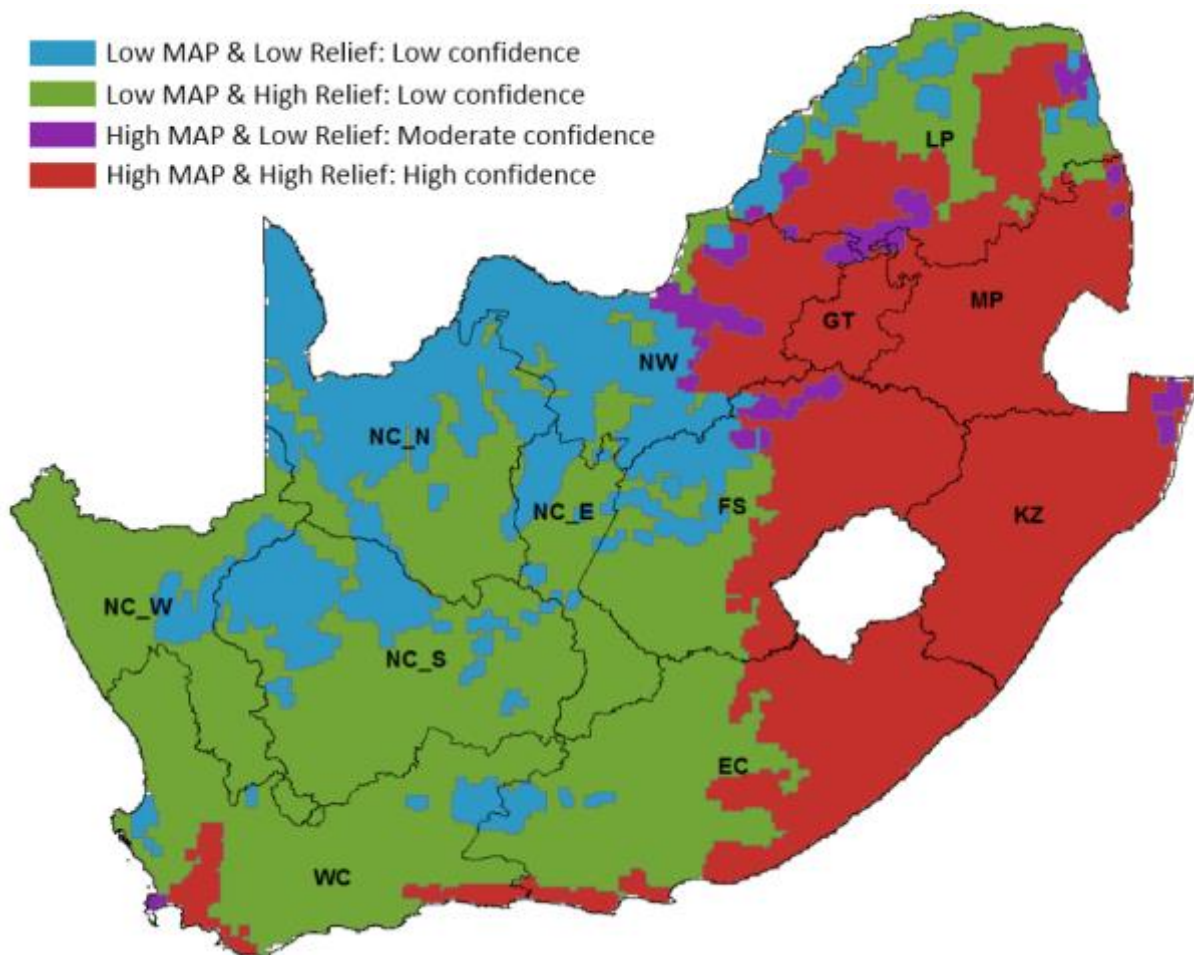 Low MAP & Low Relief: Low confidence
Low MAP & High Relief: Low confidence
High MAP & Low Relief: Moderate confidence
High MAP & High Relief: High confidence
LP
MP
GT
NW
NC_N
NC_E
FS
KZ
NC_W
NC_S
EC
WC